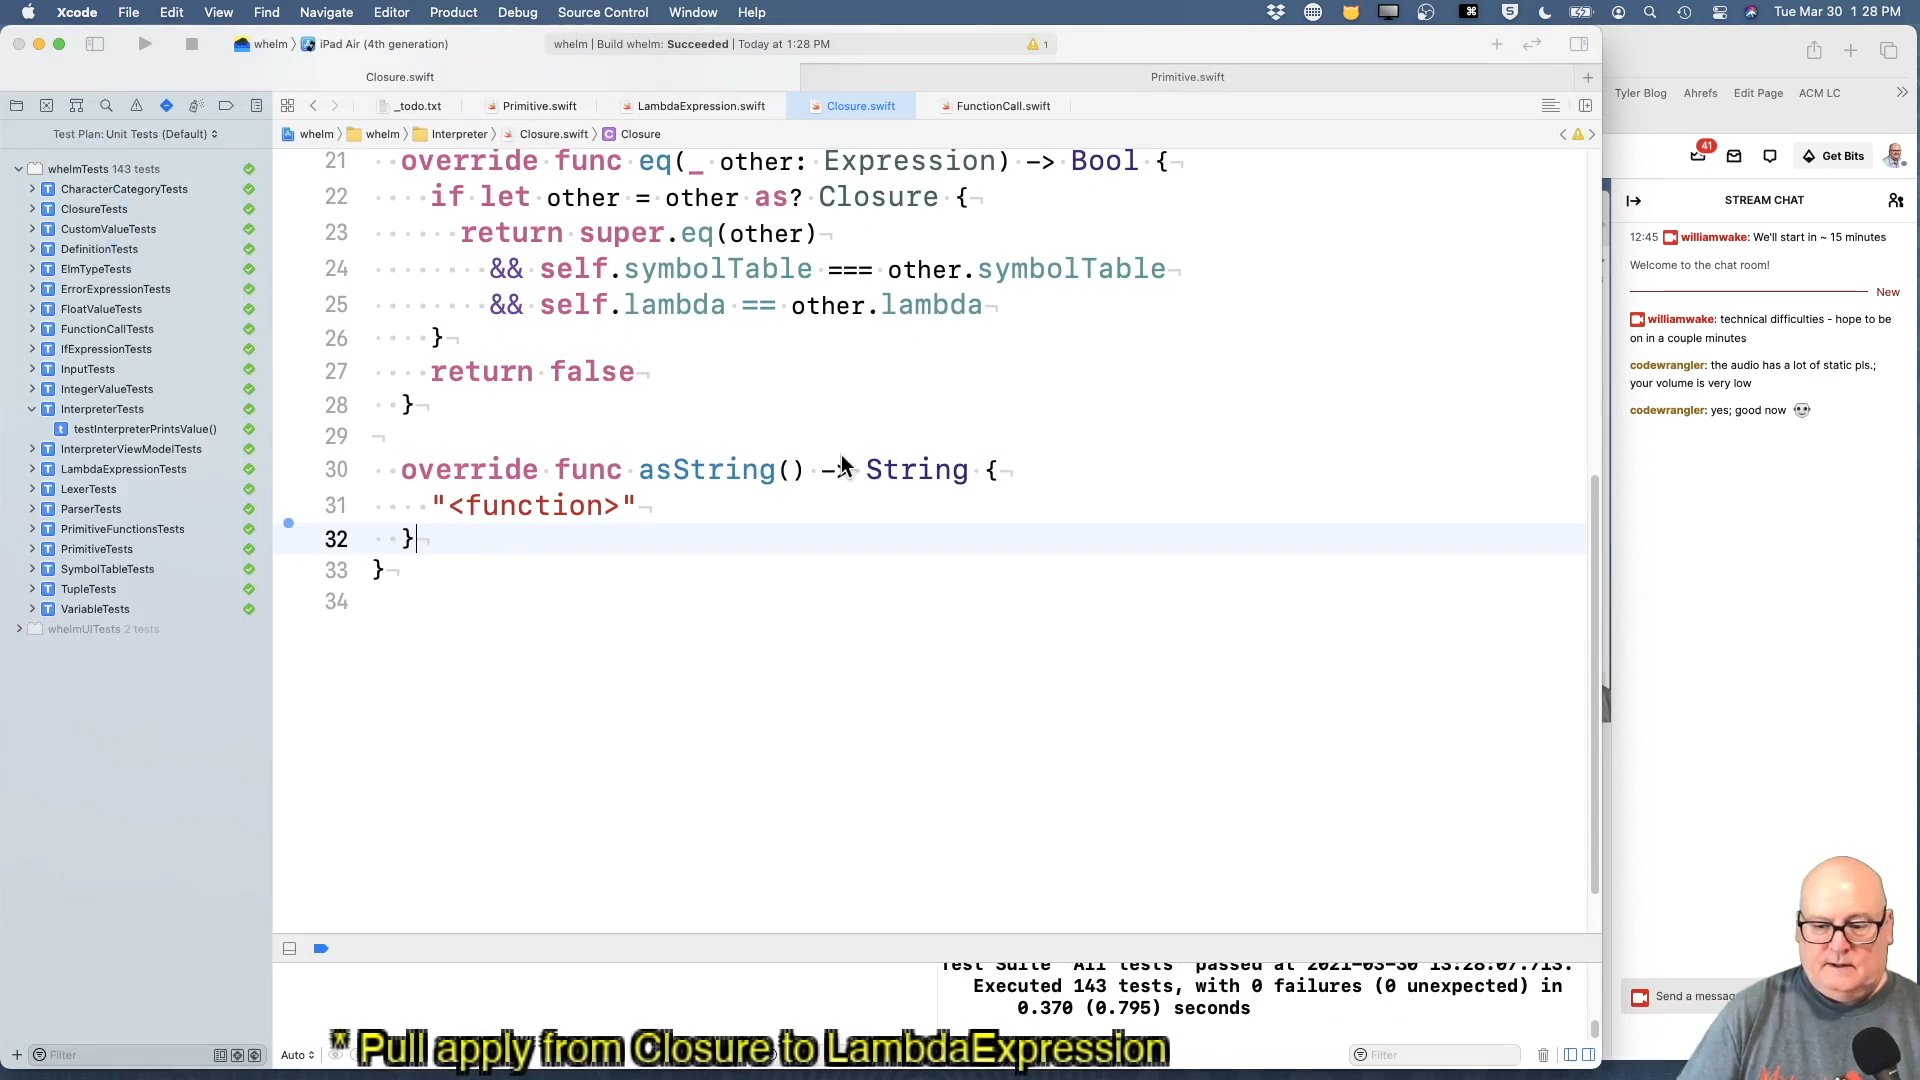 Xcode File Edit View Find Navigate Editor Product Debug Source Control Window Help
Tue Mar 30 1 28 PM
whelm iPad Air (4th generation)
whelm | Build whelm: Succeeded | Today at 1:28 PM
1
Closure.swift
Primitive.swift
_todo.txt Primitive.swift LambdaExpression.swift Closure.swift FunctionCall.swift
Test Plan: Unit Tests (Default)
whelm whelm Interpreter Closure.swift C Closure
whelmTests 143 tests
T CharacterCategoryTests
T ClosureTests
T CustomValueTests
T DefinitionTests
T ElmTypeTests
T ErrorExpressionTests
T FloatValueTests
T FunctionCallTests
T IfExpressionTests
T InputTests
T IntegerValueTests
T InterpreterTests
t testInterpreterPrintsValue()
T InterpreterViewModelTests
T LambdaExpressionTests
T LexerTests
T ParserTests
T PrimitiveFunctionsTests
T PrimitiveTests
T SymbolTableTests
T TupleTests
T VariableTests
whelmUITests 2 tests
Filter
21 override func eq(_ other: Expression) -> Bool {
22 if let other = other as? Closure {
23 return super.eq(other)
24 && self.symbolTable === other.symbolTable
25 && self.lambda == other.lambda
26 }
27 return false
28 }
29
30 override func asString() -> String {
31 "<function>"
32 }
33 }
34
Test Suite 'All tests' passed at 2021-03-30 13:28:07.713.
Executed 143 tests, with 0 failures (0 unexpected) in
0.370 (0.795) seconds
Auto
Filter
* Pull apply from Closure to LambdaExpression
Tyler Blog Ahrefs Edit Page ACM LC
41
Get Bits
STREAM CHAT
12:45 williamwake: We'll start in ~ 15 minutes
Welcome to the chat room!
New
williamwake: technical difficulties - hope to be
on in a couple minutes
codewrangler: the audio has a lot of static pls.;
your volume is very low
codewrangler: yes; good now